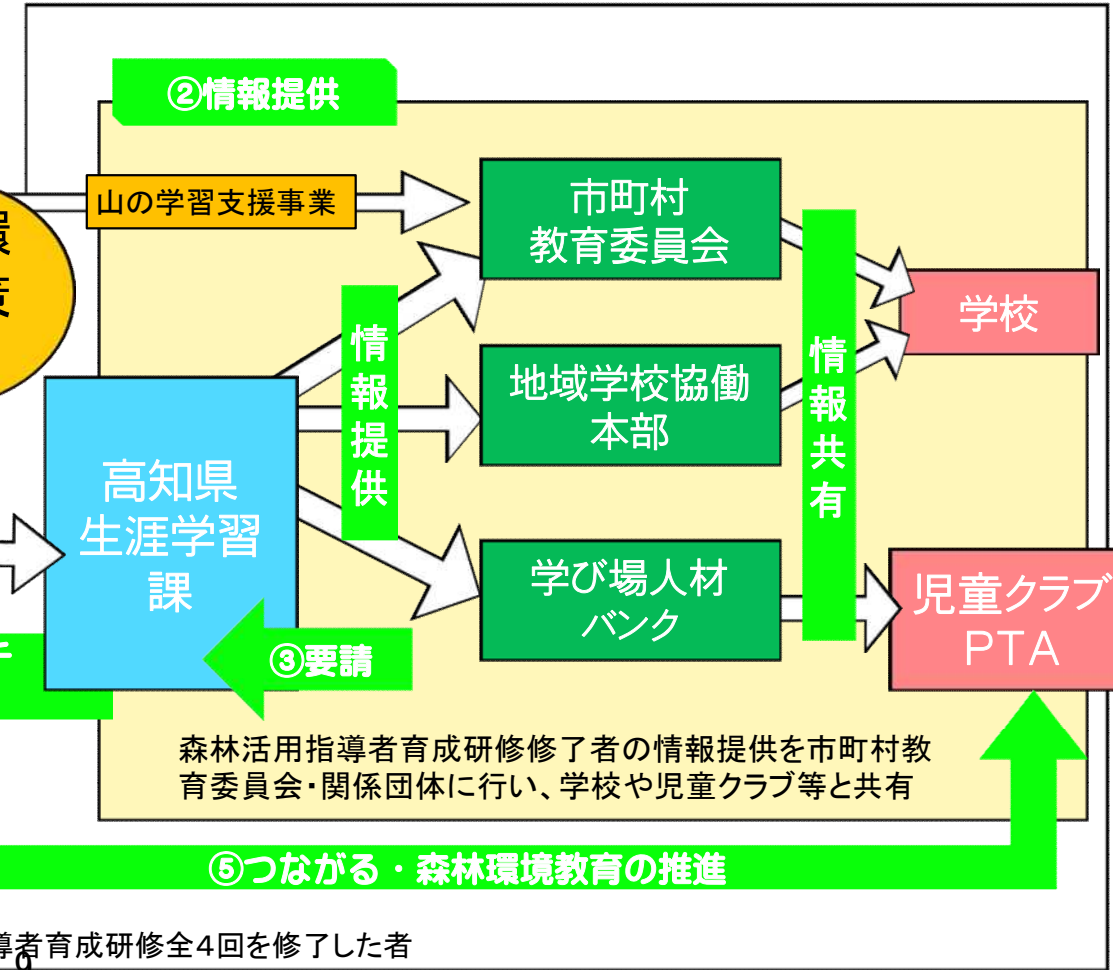 ②情報提供
山の学習支援事業
市町村
教育委員会
学校
情報提供
情報共有
地域学校協働
本部
高知県
生涯学習
課
学び場人材
バンク
児童クラブ
PTA
③要請
森林活用指導者育成研修修了者の情報提供を市町村教
育委員会・関係団体に行い、学校や児童クラブ等と共有
⑤つながる・森林環境教育の推進
導者育成研修全４回を修了した者